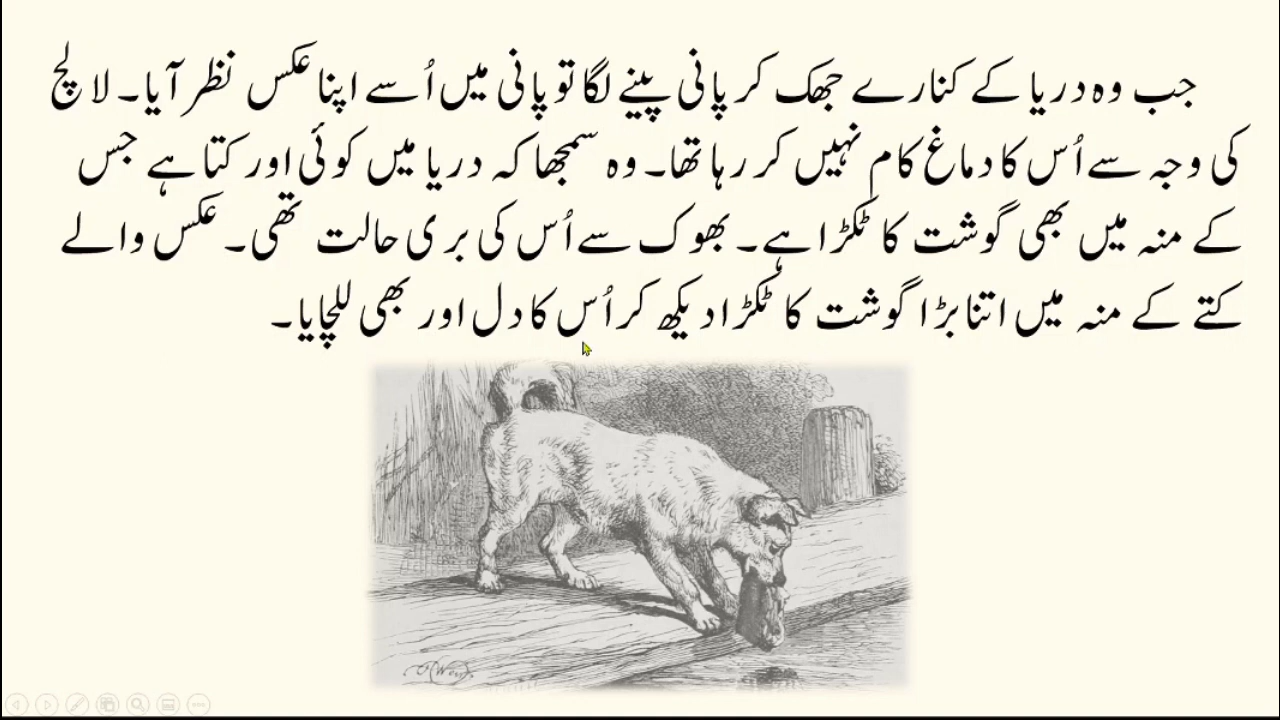 جب وہ دریا کے کنارے جھک کر پانی پینے لگا تو پانی میں اُسے اپنا عکس نظر آیا۔ لالچ
کی وجہ سے اُس کا دماغ کام نہیں کر رہا تھا۔ وہ سمجھا کہ دریا میں کوئی اور کتا ہے جس
کے منہ میں بھی گوشت کا ٹکڑا ہے۔ بھوک سے اُس کی بری حالت تھی۔ عکس والے
کتے کے منہ میں اتنا بڑا گوشت کا ٹکڑا دیکھ کر اُس کا دل اور بھی للچایا۔